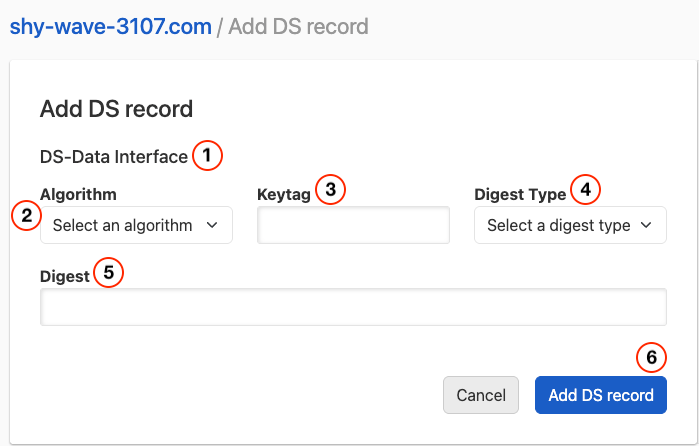 shy-wave-3107.com / Add DS record
Add DS record
DS-Data Interface 1
Algorithm Keytag 3 Digest Type 4
2 Select an algorithm Select a digest type
Digest 5
6
Cancel Add DS record